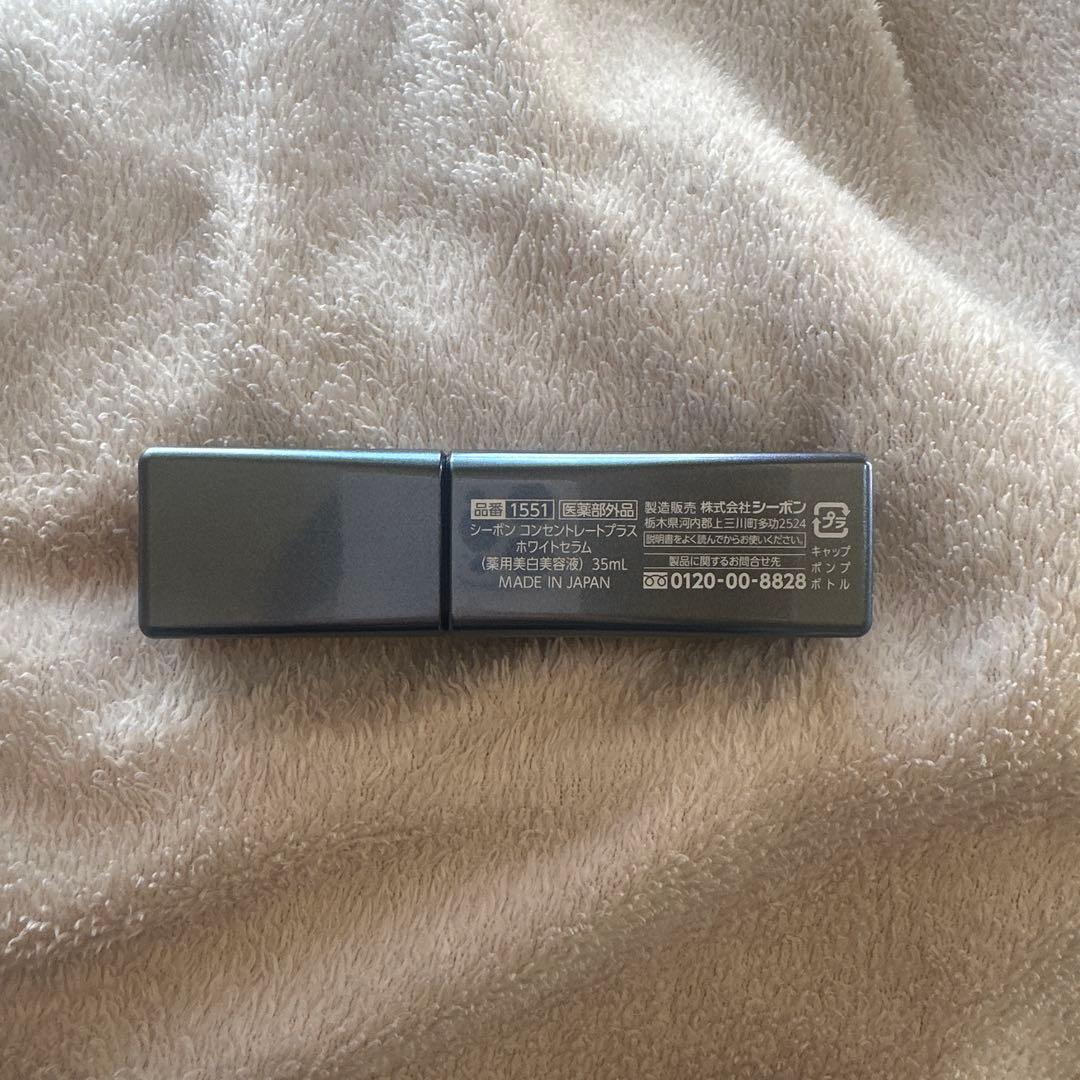 品番 1551 医薬部外品
シーボン コンセントレートプラス
ホワイトセラム
(薬用美白美容液) 35mL
MADE IN JAPAN
製造販売 株式会社シーボン
栃木県河内郡上三川町多功2524
説明書をよく読んでからお使いください。
製品に関するお問合せ先
0120-00-8828
プラ
キャップ
ポンプ
ボトル